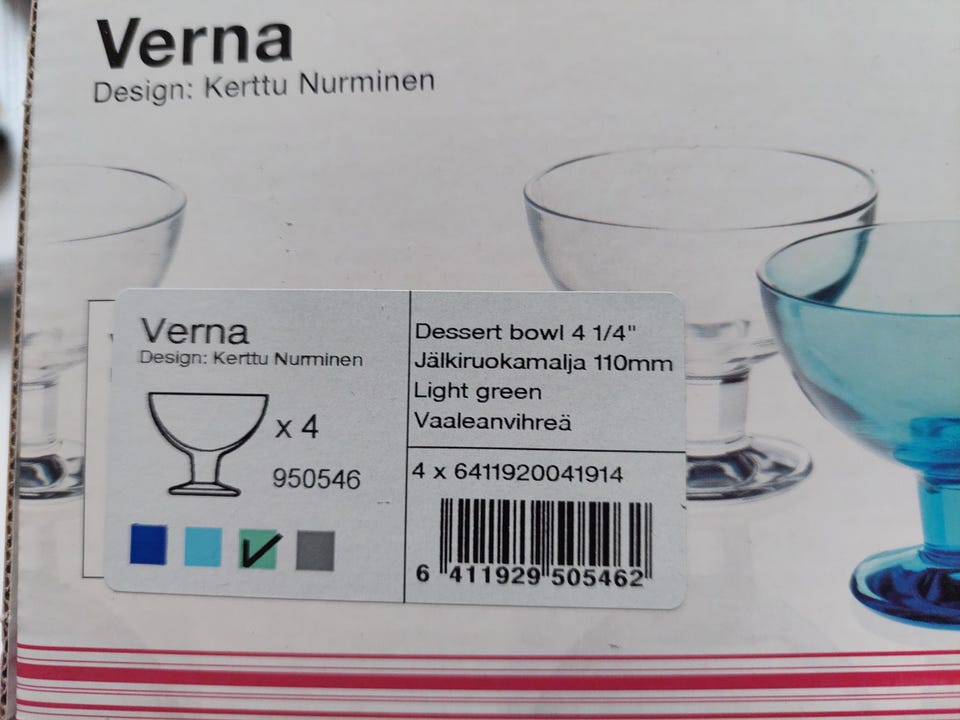 Verna
Design: Kerttu Nurminen
Verna
Design: Kerttu Nurminen
x 4
950546
Dessert bowl 4 1/4"
Jälkiruokamalja 110mm
Light green
Vaaleanvihreä
4 x 6411920041914
6 411929 505462